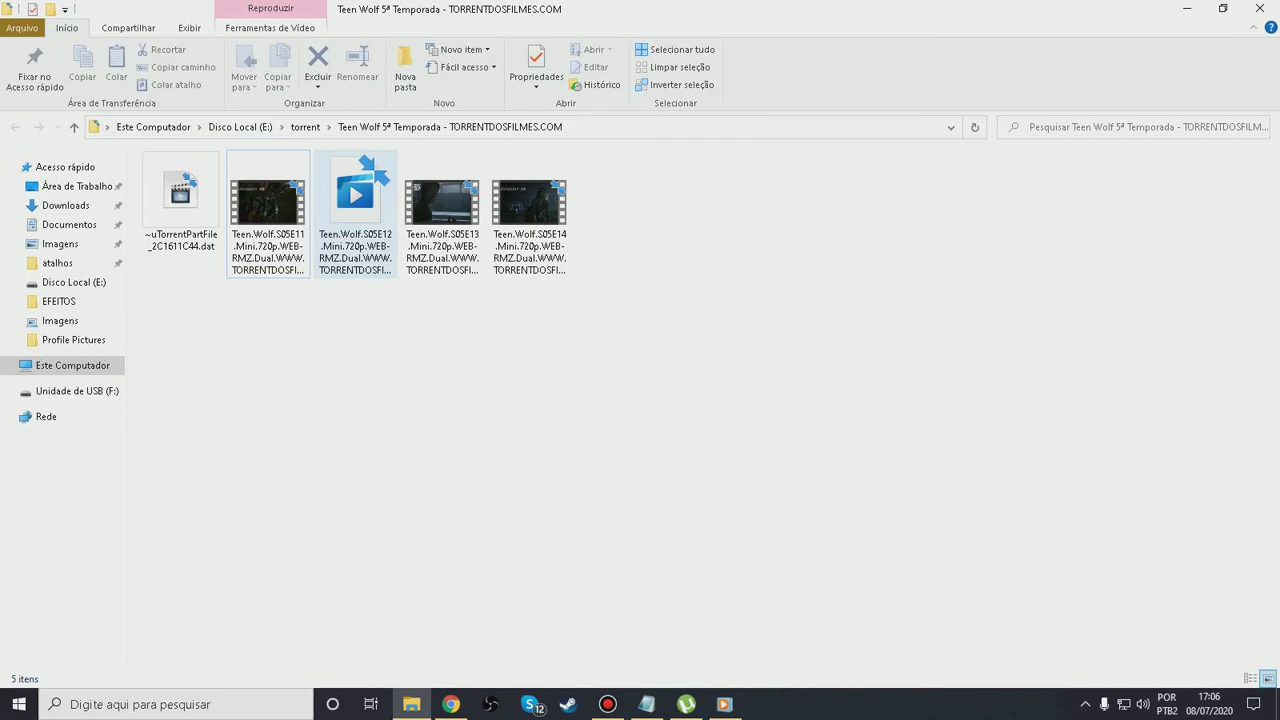 Reproduzir
Teen Wolf 5ª Temporada - TORRENTDOSFILMES.COM
Arquivo
Início
Compartilhar
Exibir
Ferramentas de Vídeo
Fixar no
Acesso rápido
Copiar
Colar
Recortar
Copiar caminho
Colar atalho
Área de Transferência
Mover
para
Copiar
para
Excluir
Renomear
Organizar
Nova
pasta
Novo item
Fácil acesso
Novo
Propriedades
Abrir
Editar
Histórico
Abrir
Selecionar tudo
Limpar seleção
Inverter seleção
Selecionar
Este Computador
Disco Local (E:)
torrent
Teen Wolf 5ª Temporada - TORRENTDOSFILMES.COM
Pesquisar Teen Wolf 5ª Temporada - TORRENTDOSFILM...
Acesso rápido
Área de Trabalho
Downloads
Documentos
Imagens
atalhos
Disco Local (E:)
EFEITOS
Imagens
Profile Pictures
Este Computador
Unidade de USB (F:)
Rede
~uTorrentPartFile
_2C1611C44.dat
Teen.Wolf.S05E11
.Mini.720p.WEB-
RMZ.Dual.WWW.
TORRENTDOSFI...
Teen.Wolf.S05E12
.Mini.720p.WEB-
RMZ.Dual.WWW.
TORRENTDOSFI...
Teen.Wolf.S05E13
.Mini.720p.WEB-
RMZ.Dual.WWW.
TORRENTDOSFI...
Teen.Wolf.S05E14
.Mini.720p.WEB-
RMZ.Dual.WWW.
TORRENTDOSFI...
5 itens
Digite aqui para pesquisar
12
POR
PTB2
17:06
08/07/2020